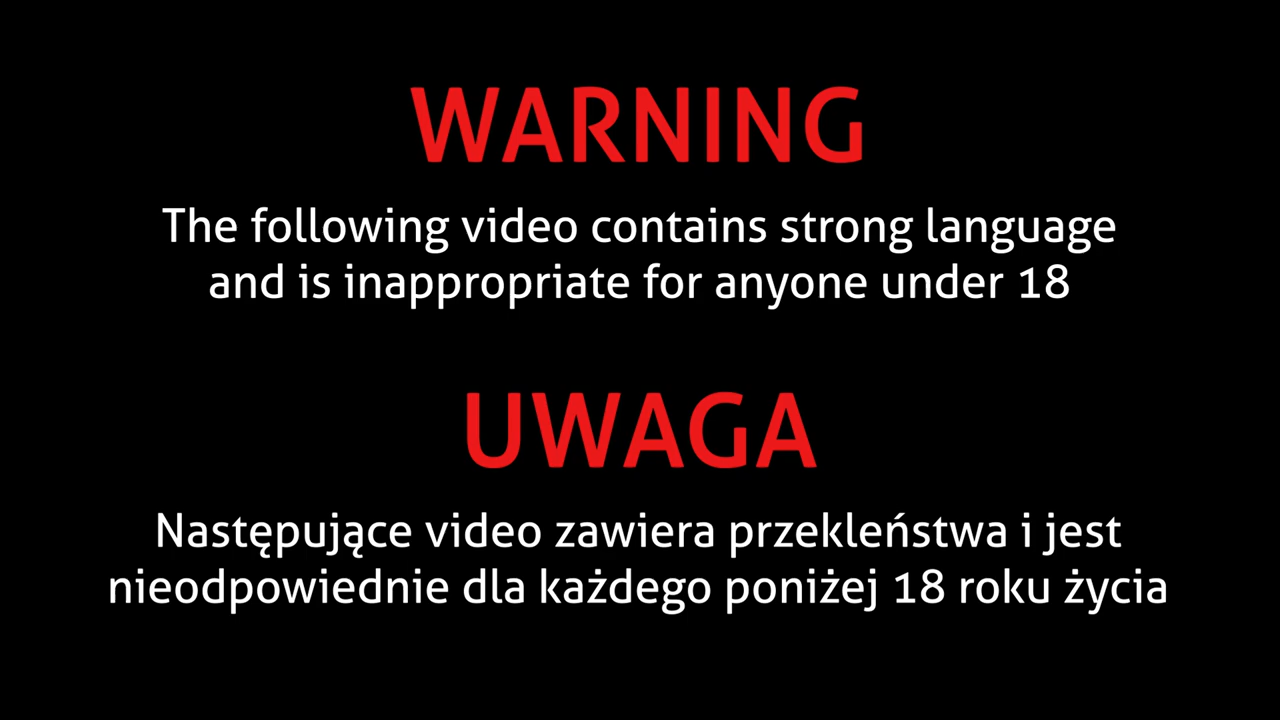 WARNING
The following video contains strong language
and is inappropriate for anyone under 18
UWAGA
Następujące video zawiera przekleństwa i jest
nieodpowiednie dla każdego poniżej 18 roku życia